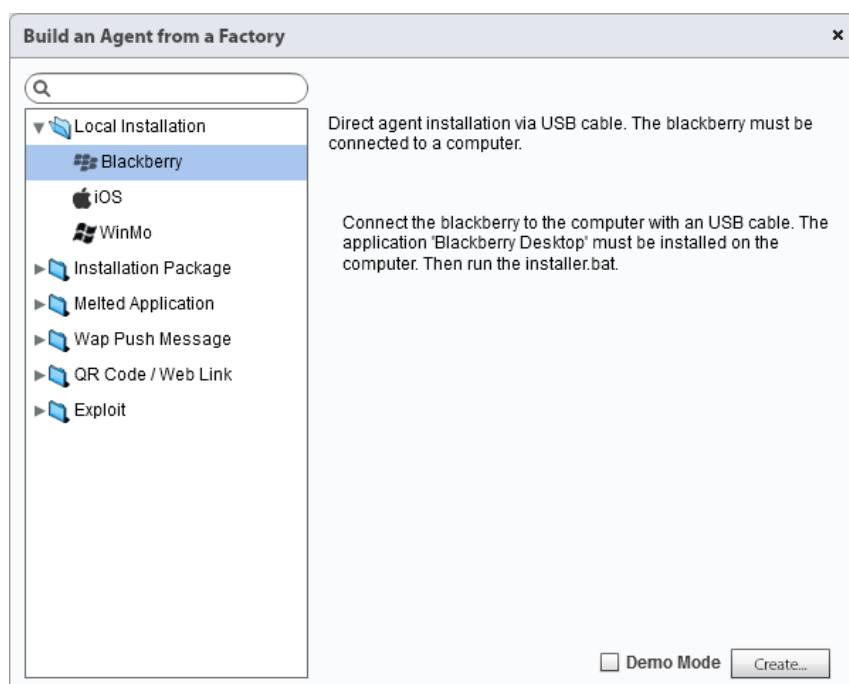 Build an Agent from a Factory
Local Installation
Blackberry
iOS
WinMo
Installation Package
Melted Application
Wap Push Message
QR Code / Web Link
Exploit
Direct agent installation via USB cable. The blackberry must be
connected to a computer.
Connect the blackberry to the computer with an USB cable. The
application 'Blackberry Desktop' must be installed on the
computer. Then run the installer.bat.
Demo Mode
Create...